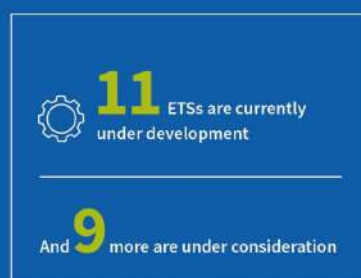 11 ETSs are currently
under development
And 9 more are under consideration